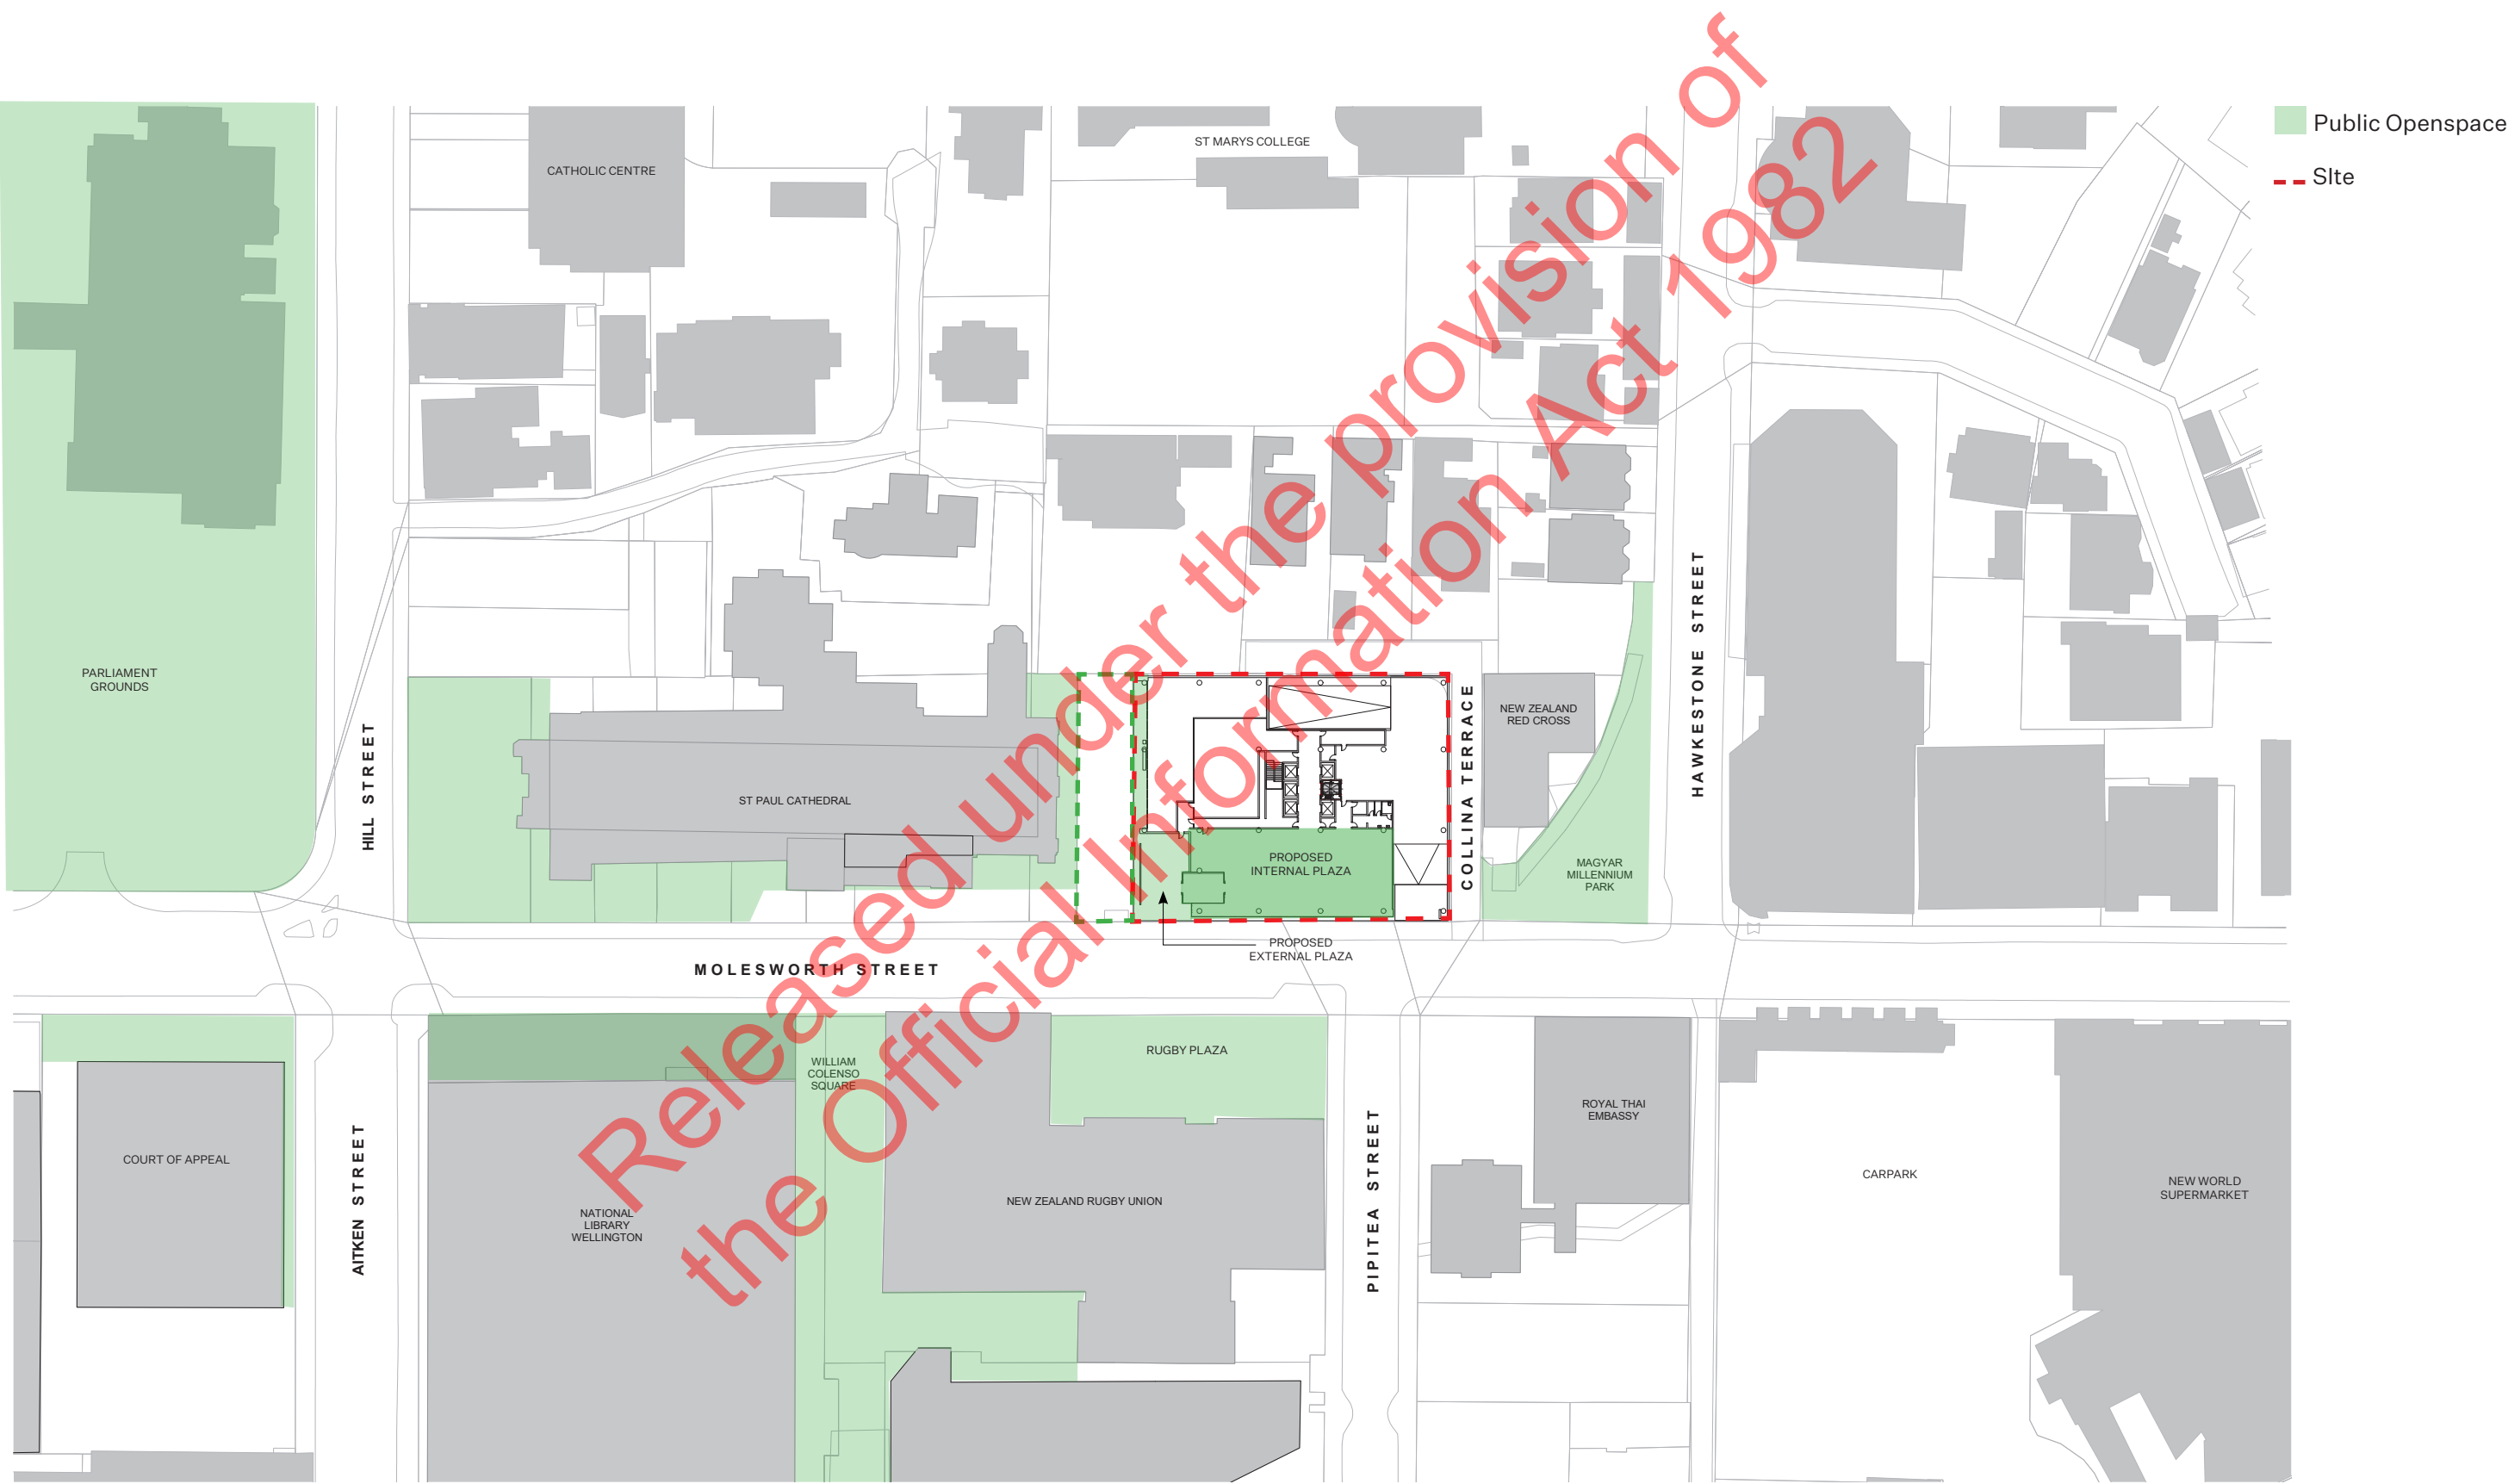 Public Openspace
SIte
ST MARYS COLLEGE
CATHOLIC CENTRE
PARLIAMENT
GROUNDS
HILL STREET
ST PAUL CATHEDRAL
PROPOSED
INTERNAL PLAZA
COLLINA TERRACE
NEW ZEALAND
RED CROSS
MAGYAR
MILLENNIUM
PARK
HAWKESTONE STREET
PROPOSED
EXTERNAL PLAZA
MOLESWORTH STREET
WILLIAM
COLENSO
SQUARE
RUGBY PLAZA
ROYAL THAI
EMBASSY
COURT OF APPEAL
AITKEN STREET
NATIONAL
LIBRARY
WELLINGTON
NEW ZEALAND RUGBY UNION
PIPITEA STREET
CARPARK
NEW WORLD
SUPERMARKET
Released under the provision of
the Official Information Act 1982